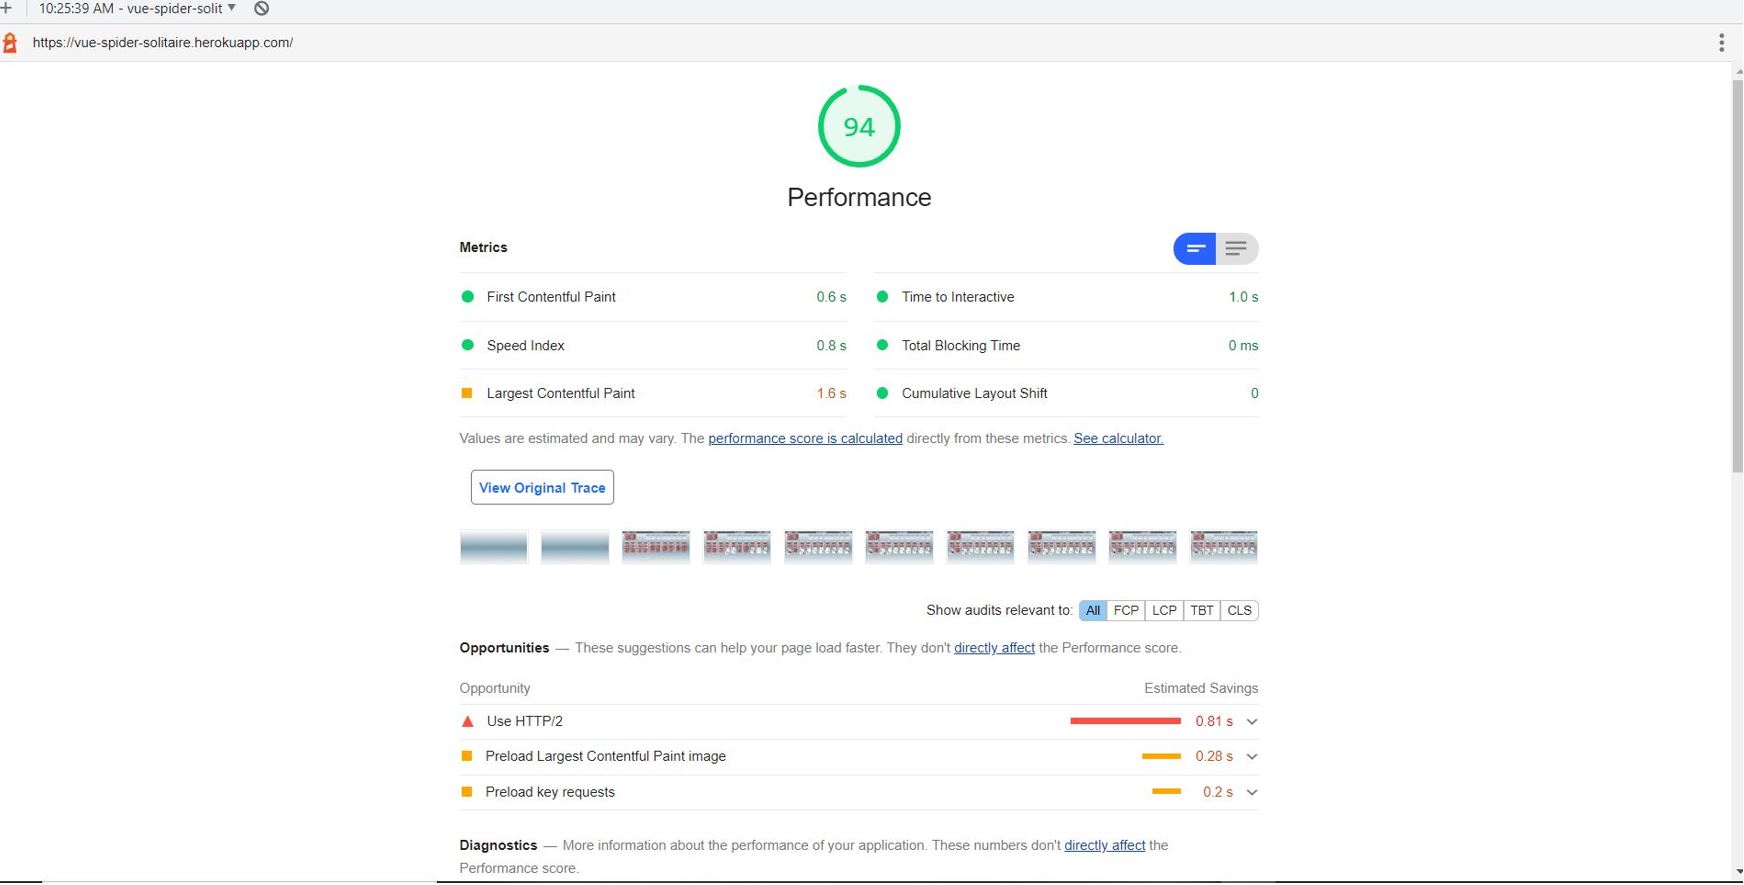 10:25:39 AM - vue-spider-solit
https://vue-spider-solitaire.herokuapp.com/
94
Performance
Metrics
First Contentful Paint 0.6 s
Time to Interactive 1.0 s
Speed Index 0.8 s
Total Blocking Time 0 ms
Largest Contentful Paint 1.6 s
Cumulative Layout Shift 0
Values are estimated and may vary. The performance score is calculated directly from these metrics. See calculator.
View Original Trace
Show audits relevant to: All FCP LCP TBT CLS
Opportunities — These suggestions can help your page load faster. They don't directly affect the Performance score.
Opportunity Estimated Savings
Use HTTP/2 0.81 s
Preload Largest Contentful Paint image 0.28 s
Preload key requests 0.2 s
Diagnostics — More information about the performance of your application. These numbers don't directly affect the
Performance score.